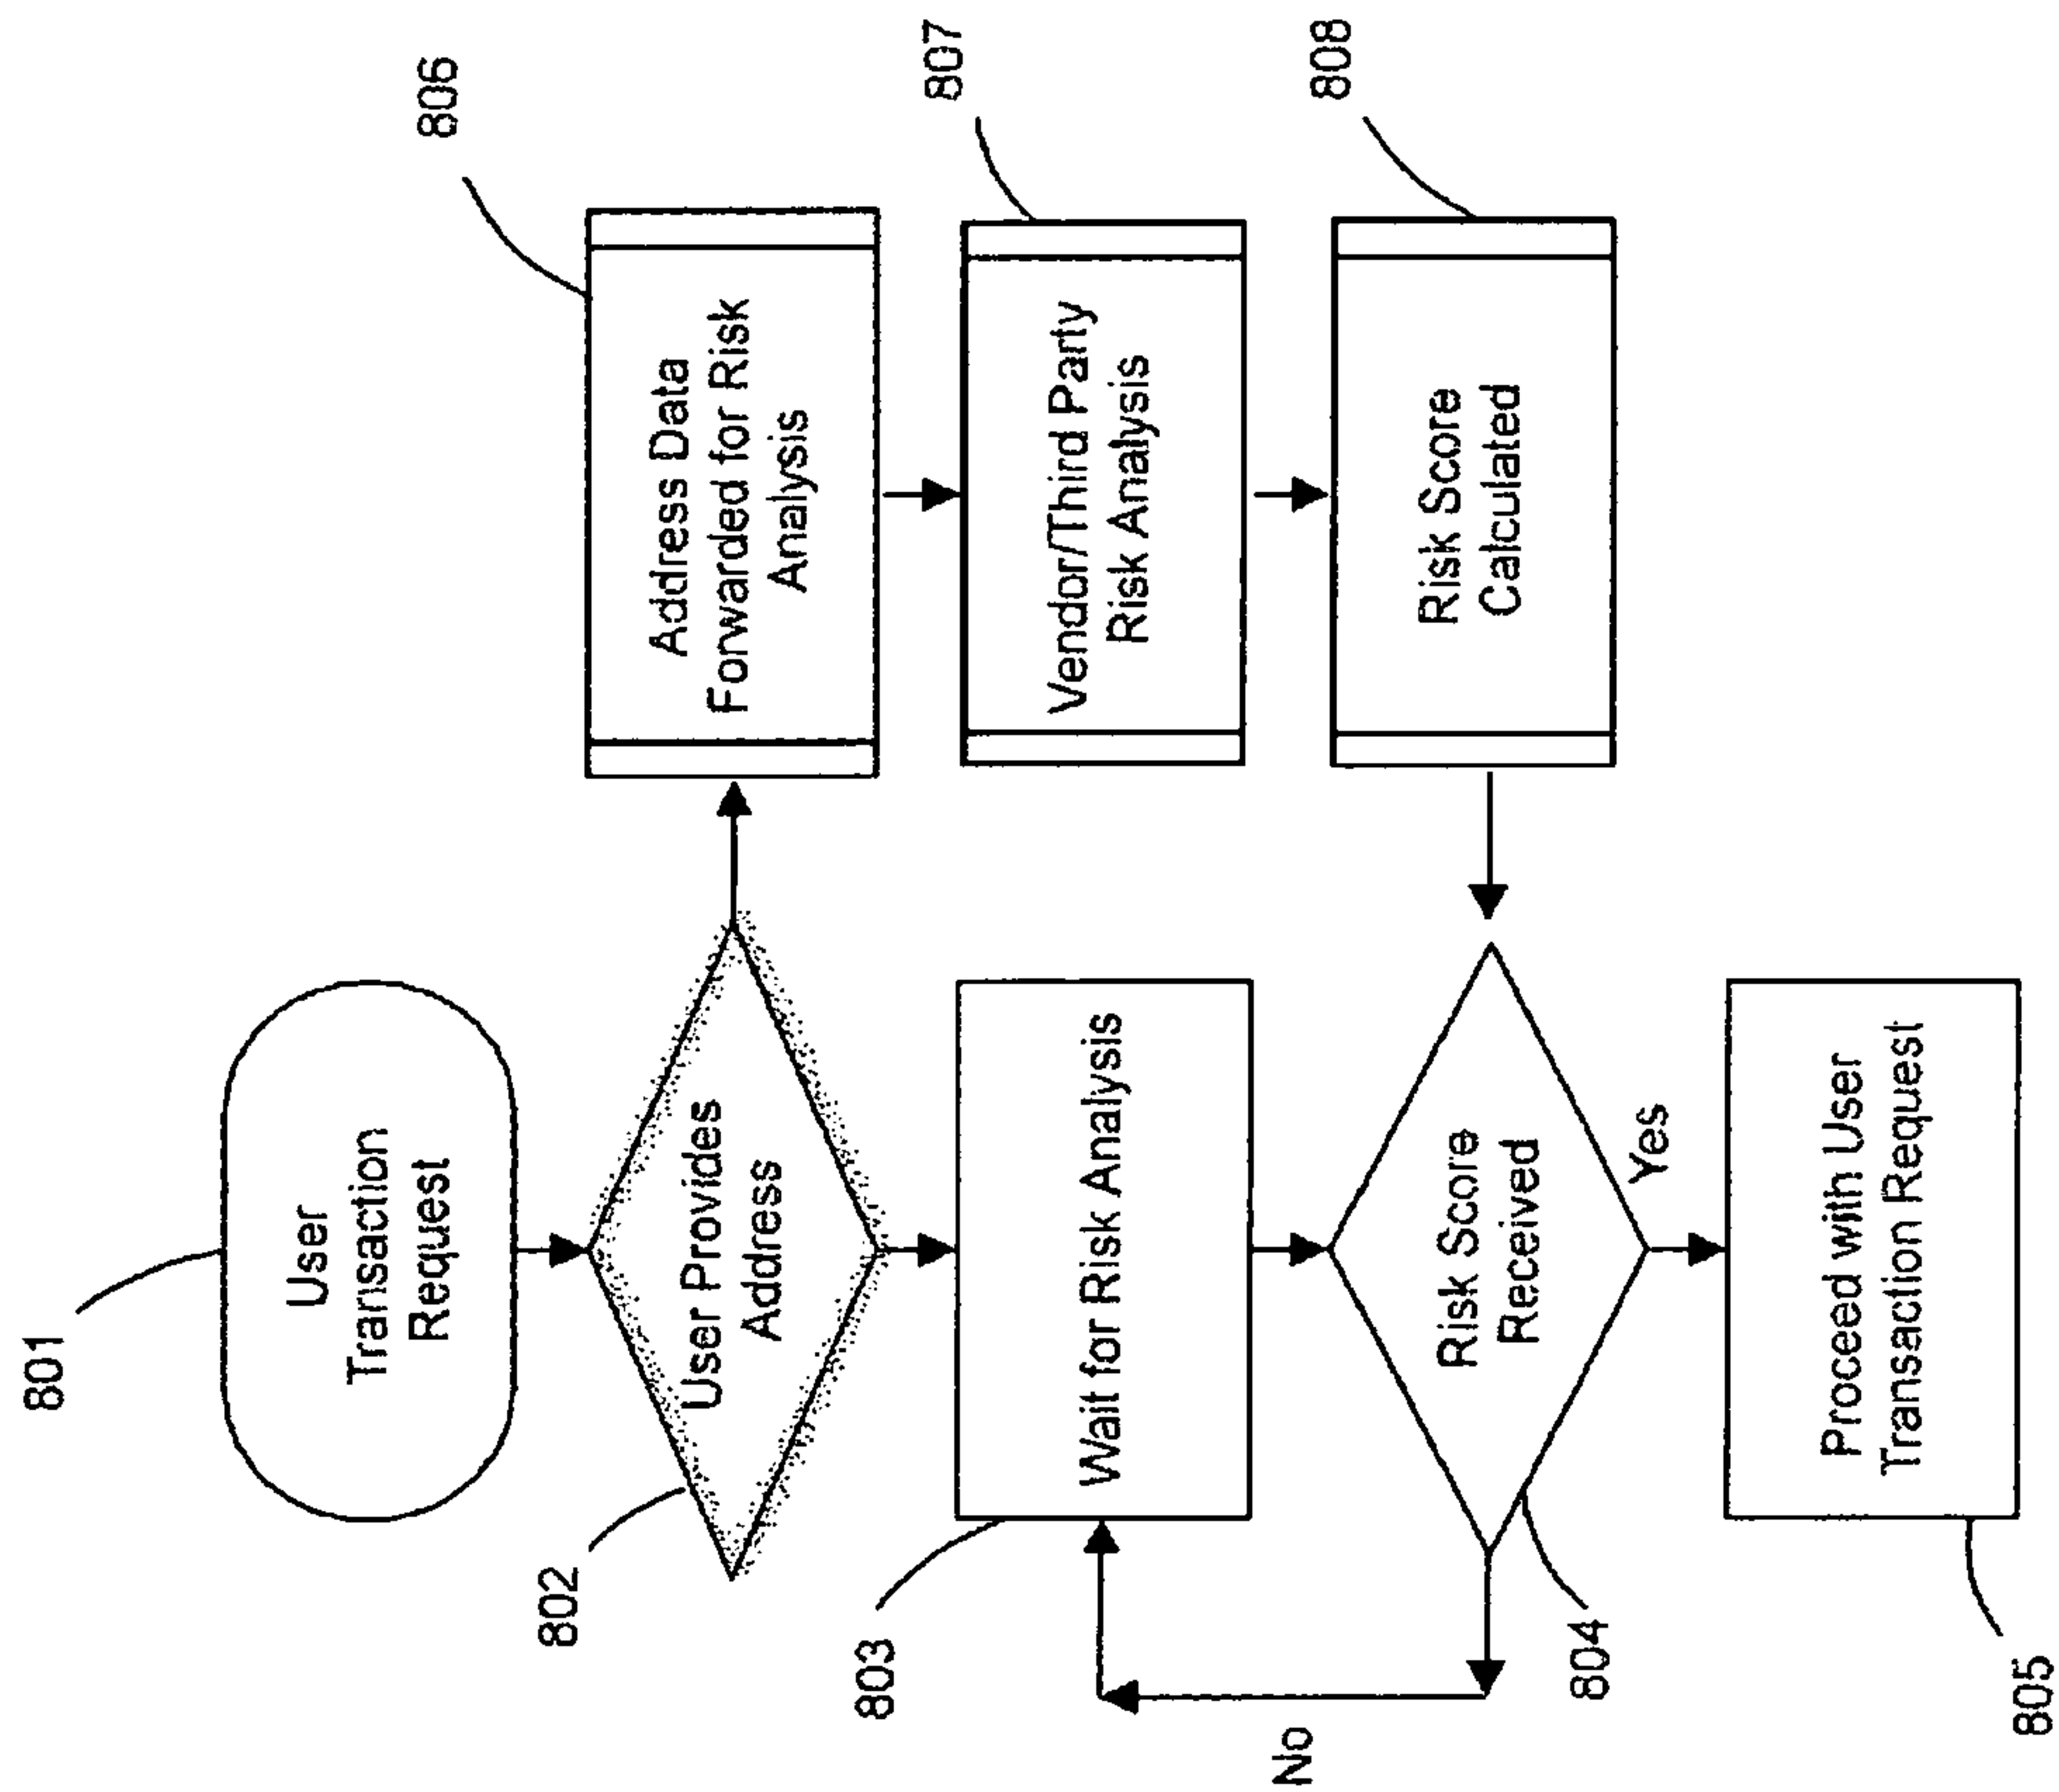 801
User
Transaction
Request
802
User Provides
Address
806
Address Data
Forwarded for Risk
Analysis
803
Wait for Risk Analysis
807
Vendor/Third Party
Risk Analysis
No
804
Risk Score
Received
Yes
808
Risk Score
Calculated
805
Proceed with User
Transaction Request